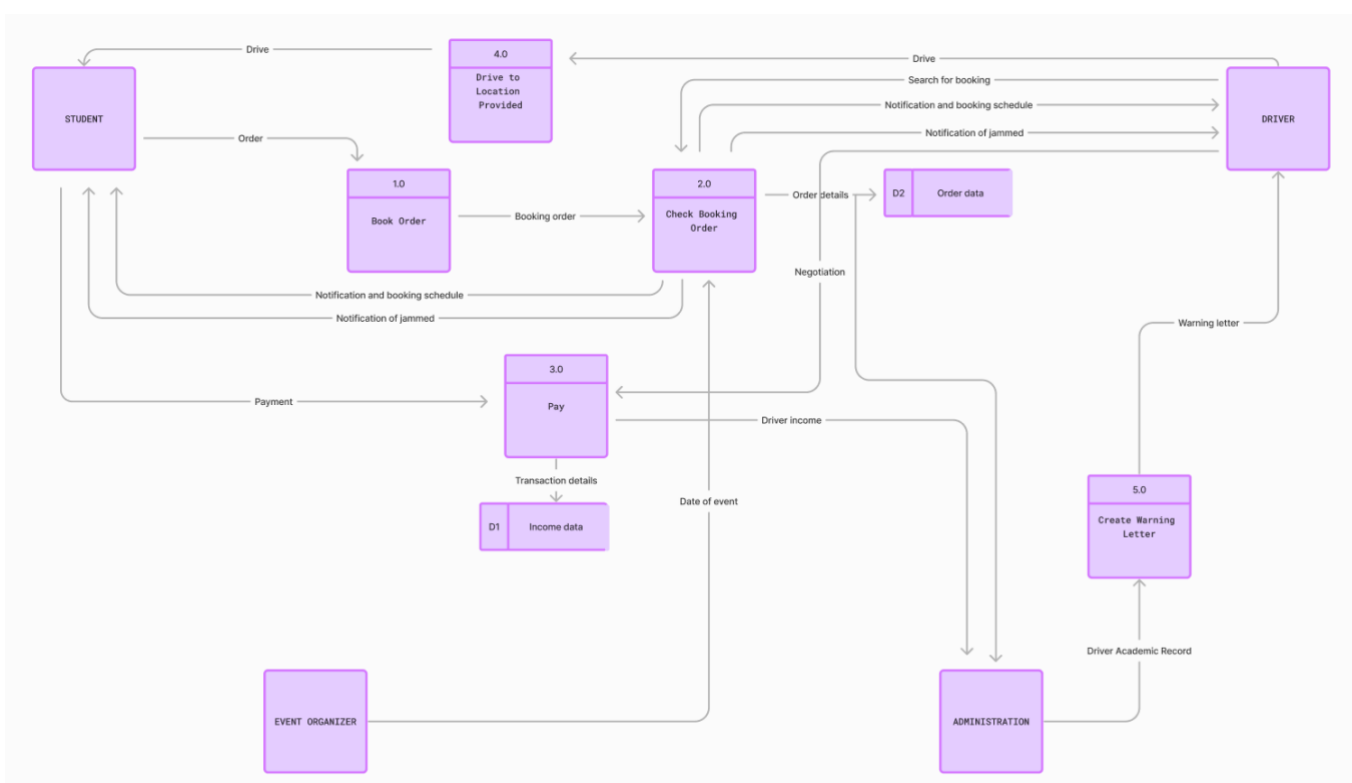 Drive
4.0
Drive to
Location
Provided
Drive
Search for booking
Notification and booking schedule
Notification of jammed
STUDENT
DRIVER
Order
1.0
Book Order
Booking order
2.0
Check Booking
Order
Order details
D2
Order data
Negotiation
Notification and booking schedule
Notification of jammed
Warning letter
3.0
Pay
Payment
Driver income
Transaction details
D1
Income data
Date of event
5.0
Create Warning
Letter
Driver Academic Record
EVENT ORGANIZER
ADMINISTRATION